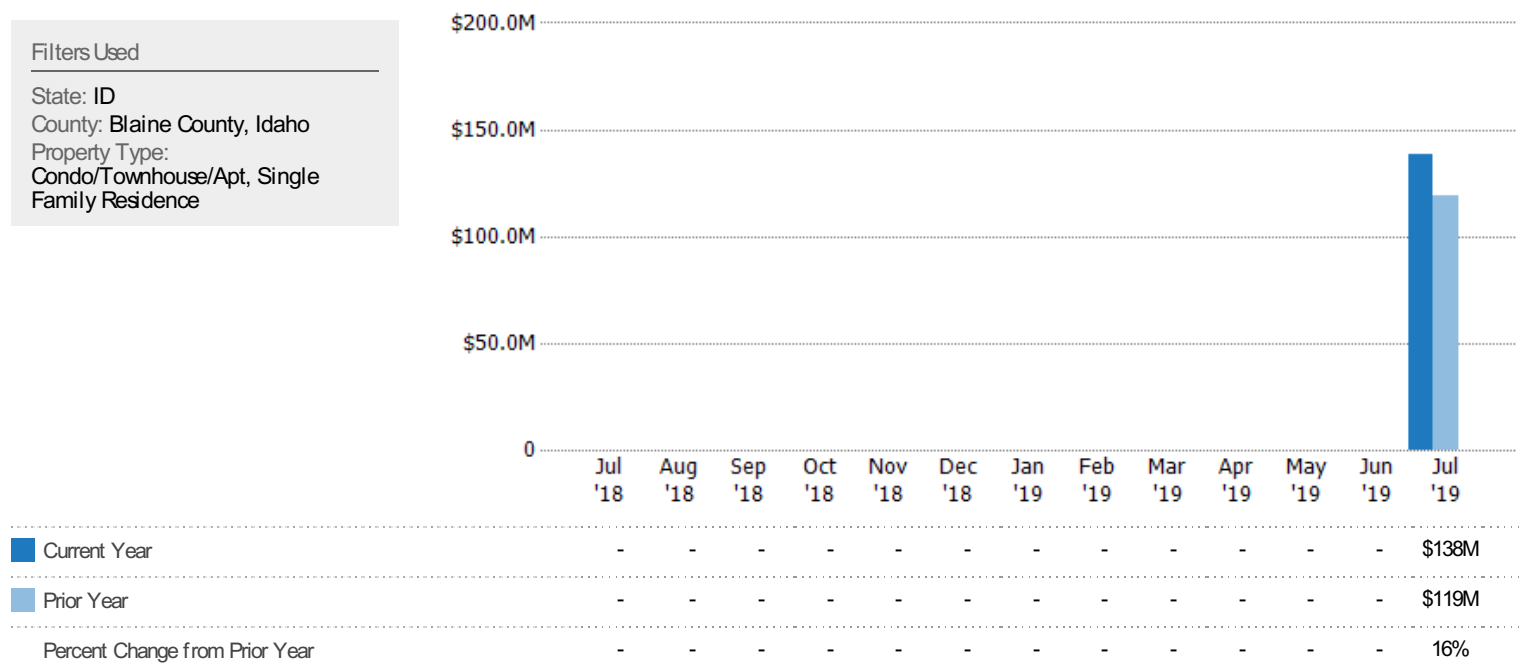 Filters Used
State: ID
County: Blaine County, Idaho
Property Type:
Condo/Townhouse/Apt, Single
Family Residence
$200.0M
$150.0M
$100.0M
$50.0M
0
Jul Aug Sep Oct Nov Dec Jan Feb Mar Apr May Jun Jul
'18 '18 '18 '18 '18 '18 '19 '19 '19 '19 '19 '19 '19
Current Year - - - - - - - - - - - - $138M
Prior Year - - - - - - - - - - - - $119M
Percent Change from Prior Year - - - - - - - - - - - - 16%